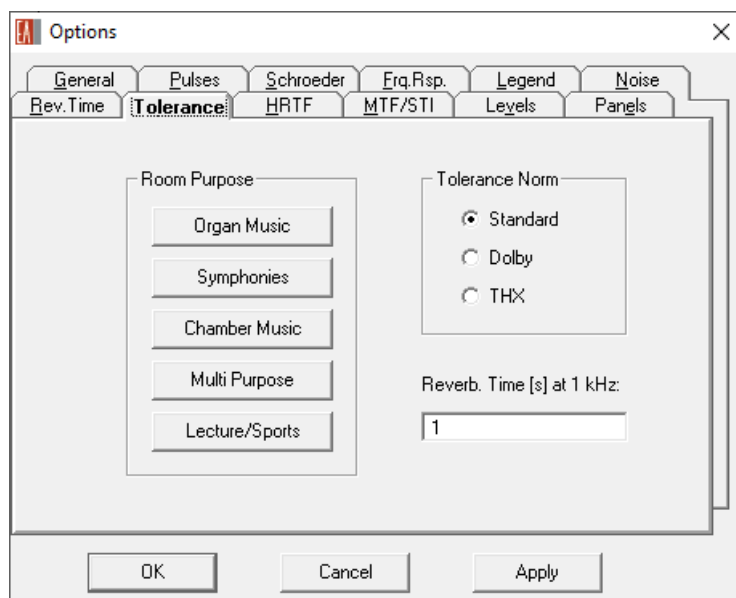 EA Options
General Pulses Schroeder Frq.Rsp. Legend Noise
Rev.Time Tolerance HRTF MTF/STI Levels Panels
Room Purpose
Organ Music
Symphonies
Chamber Music
Multi Purpose
Lecture/Sports
Tolerance Norm
Standard
Dolby
THX
Reverb. Time [s] at 1 kHz:
1
OK Cancel Apply